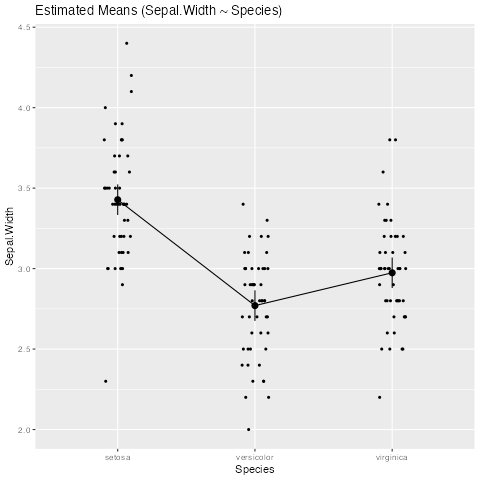 Estimated Means (Sepal.Width ~ Species)
4.5
4.0
3.5
3.0
2.5
2.0
Sepal.Width
setosa versicolor virginica
Species